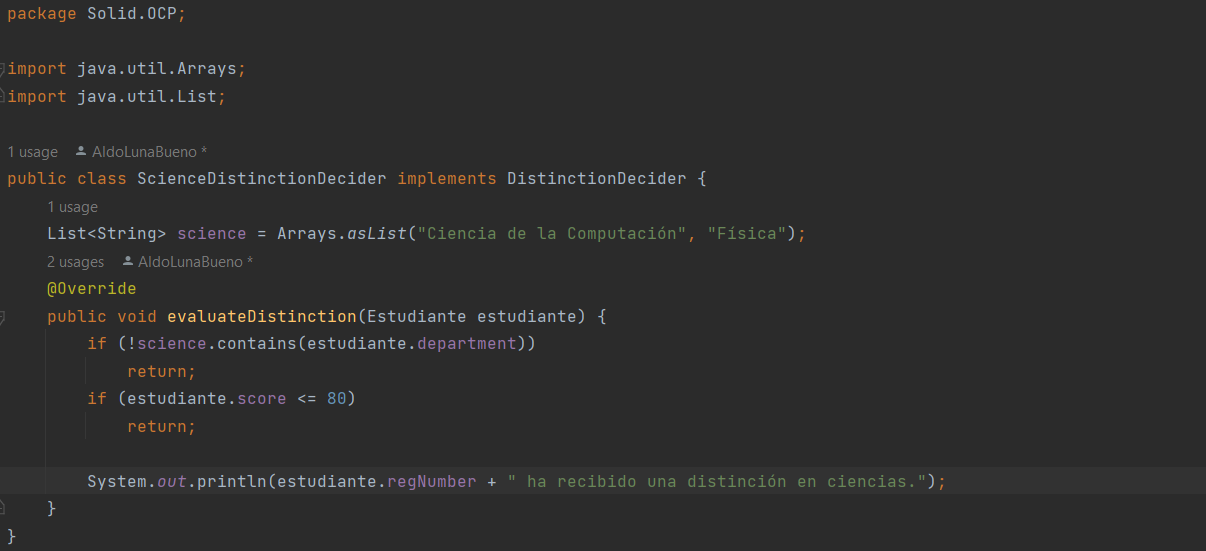 package Solid.OCP;
import java.util.Arrays;
import java.util.List;
1 usage AldoLunaBueno *
public class ScienceDistinctionDecider implements DistinctionDecider {
1 usage
List<String> science = Arrays.asList("Ciencia de la Computación", "Física");
2 usages AldoLunaBueno *
@Override
public void evaluateDistinction(Estudiante estudiante) {
if (!science.contains(estudiante.department))
return;
if (estudiante.score <= 80)
return;
System.out.println(estudiante.regNumber + " ha recibido una distinción en ciencias.");
}
}